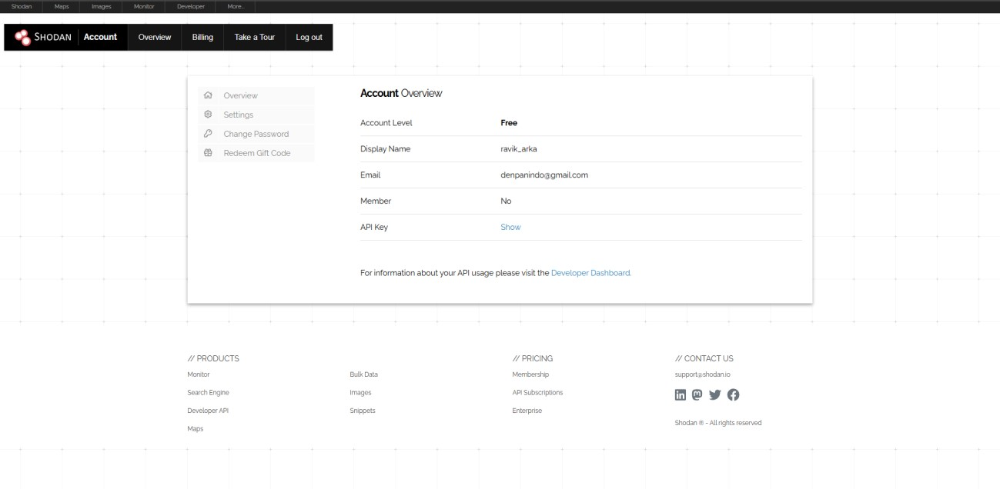 Shodan Maps Images Monitor Developer More...
SHODAN Account Overview Billing Take a Tour Log out
Overview
Settings
Change Password
Redeem Gift Code
Account Overview
Account Level Free
Display Name ravik_arka
Email denpanindo@gmail.com
Member No
API Key Show
For information about your API usage please visit the Developer Dashboard.
// PRODUCTS
Monitor
Search Engine
Developer API
Maps
Bulk Data
Images
Snippets
// PRICING
Membership
API Subscriptions
Enterprise
// CONTACT US
support@shodan.io
Shodan ® - All rights reserved